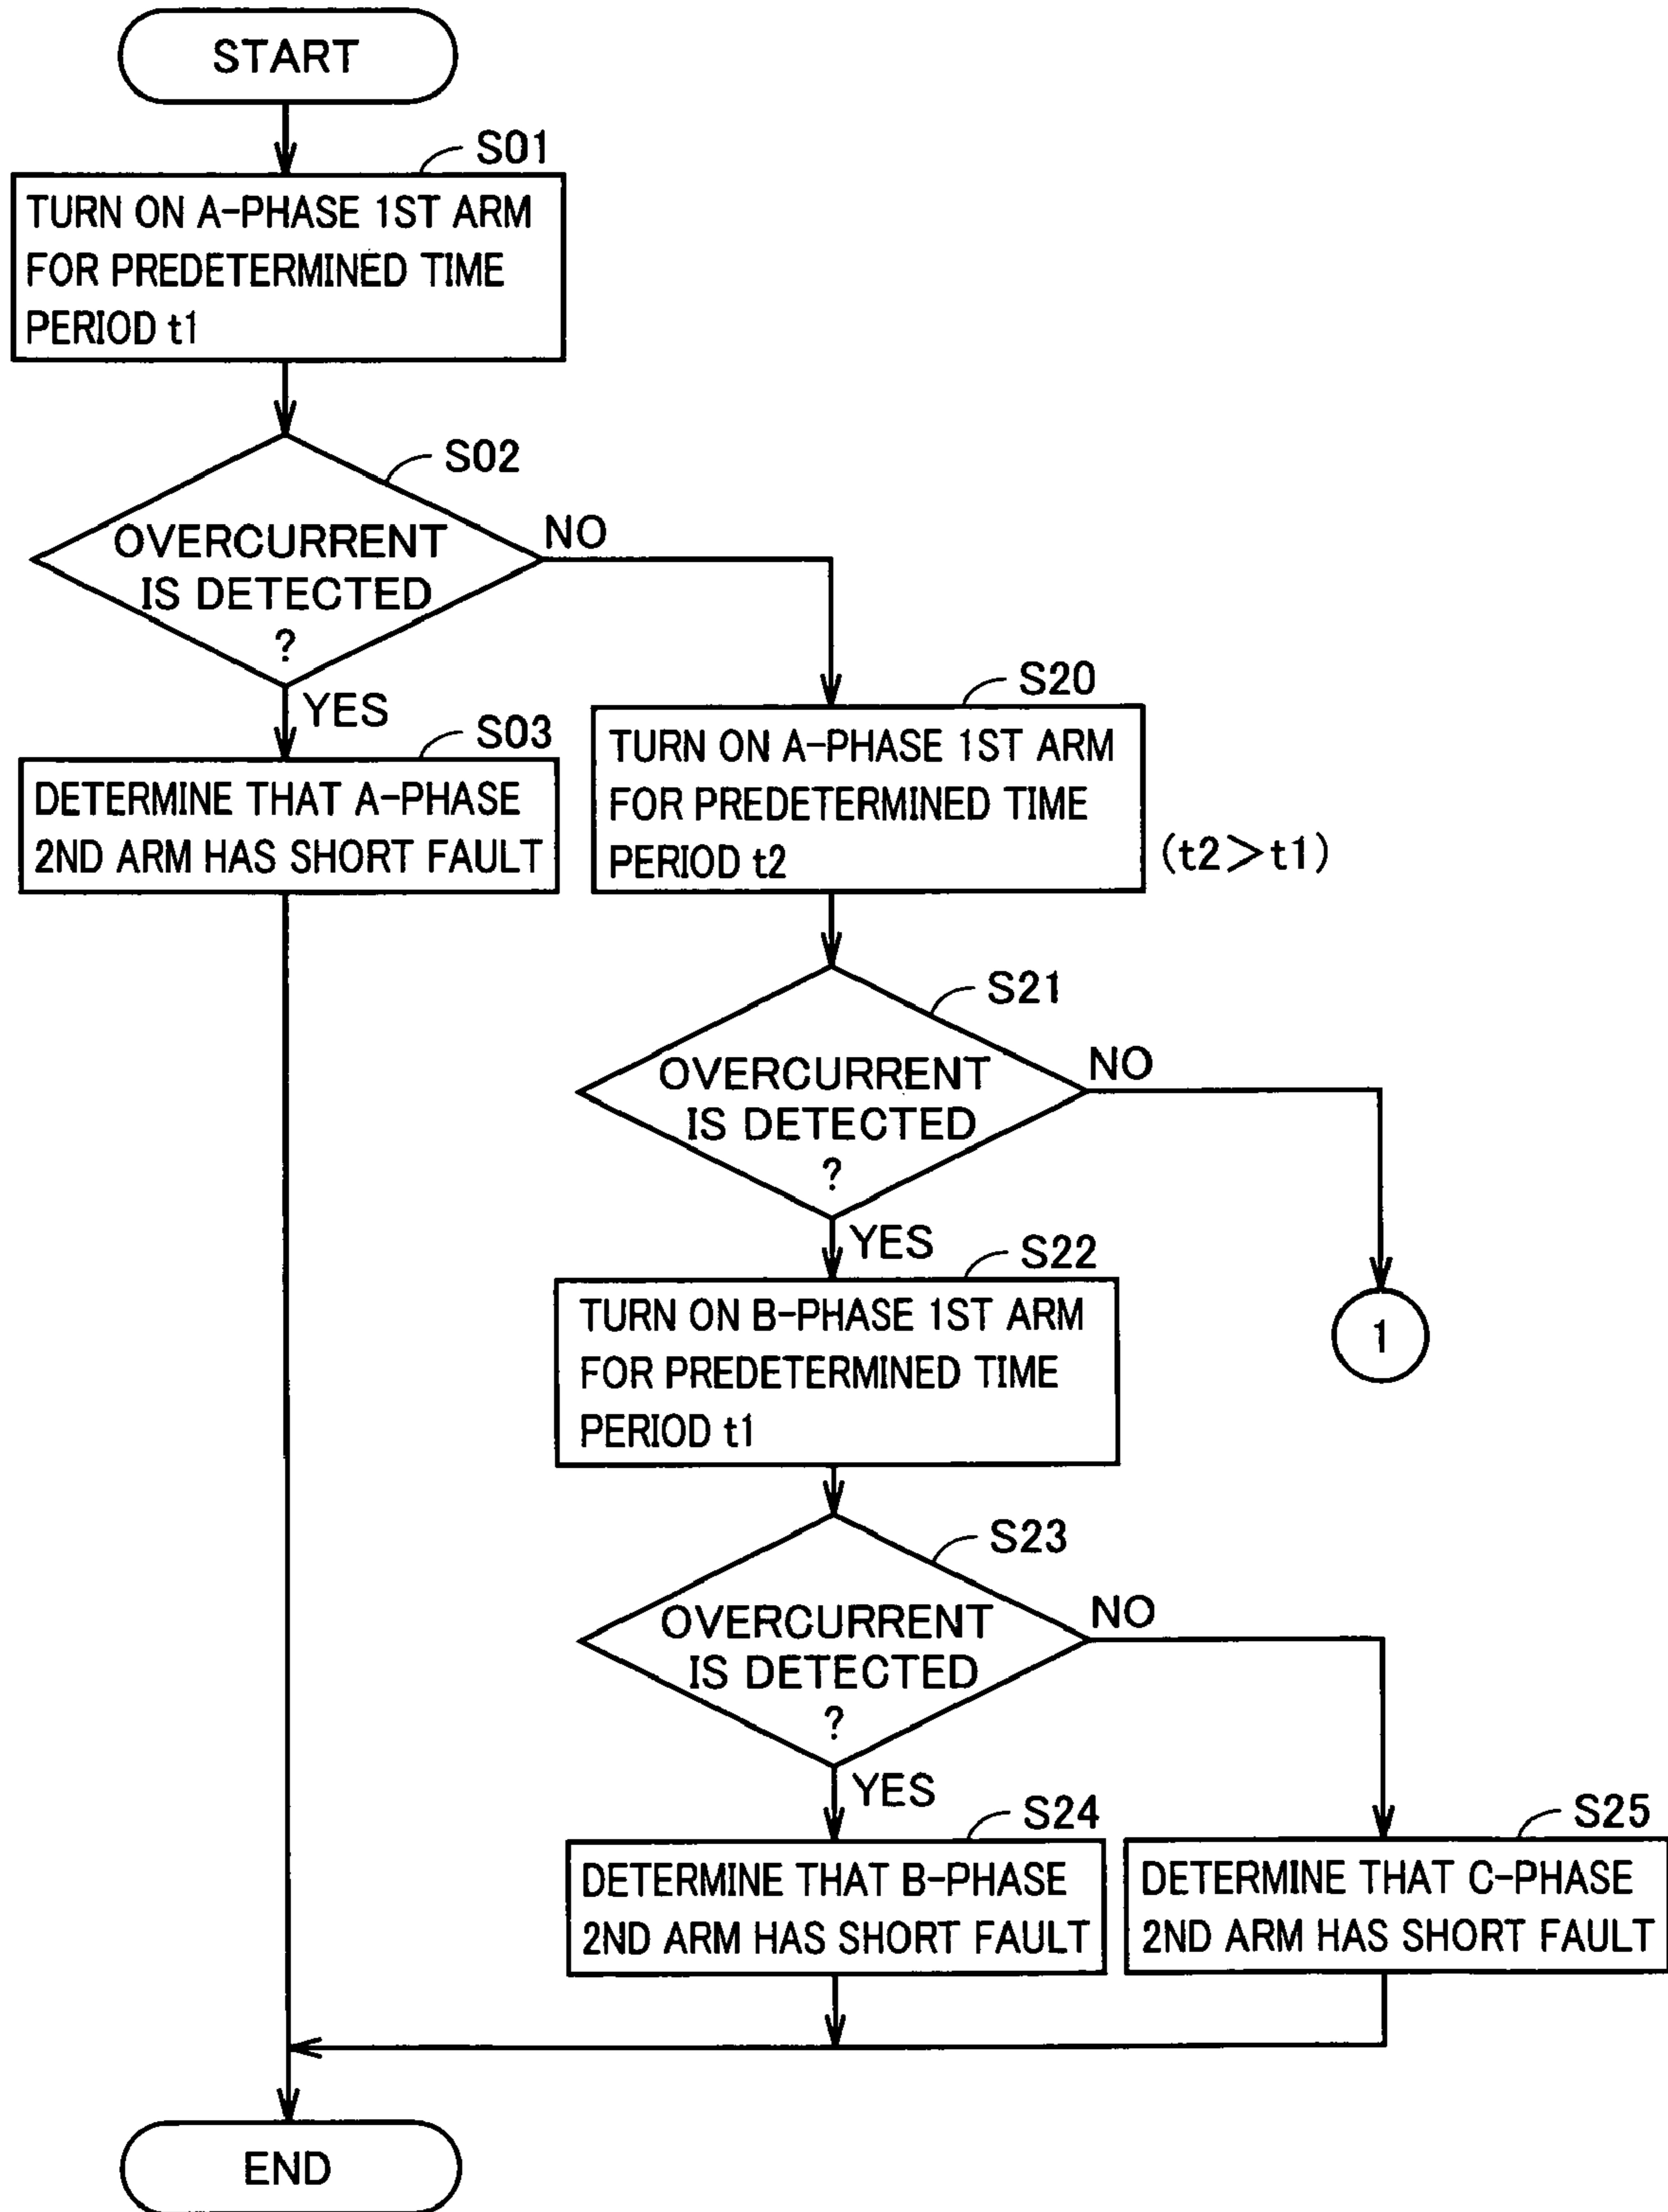 START
S01
TURN ON A-PHASE 1ST ARM
FOR PREDETERMINED TIME
PERIOD t1
S02
OVERCURRENT
IS DETECTED
?
NO
YES
S03
DETERMINE THAT A-PHASE
2ND ARM HAS SHORT FAULT
S20
TURN ON A-PHASE 1ST ARM
FOR PREDETERMINED TIME
PERIOD t2
(t2>t1)
S21
OVERCURRENT
IS DETECTED
?
NO
YES
1
S22
TURN ON B-PHASE 1ST ARM
FOR PREDETERMINED TIME
PERIOD t1
S23
OVERCURRENT
IS DETECTED
?
NO
YES
S24
DETERMINE THAT B-PHASE
2ND ARM HAS SHORT FAULT
S25
DETERMINE THAT C-PHASE
2ND ARM HAS SHORT FAULT
END